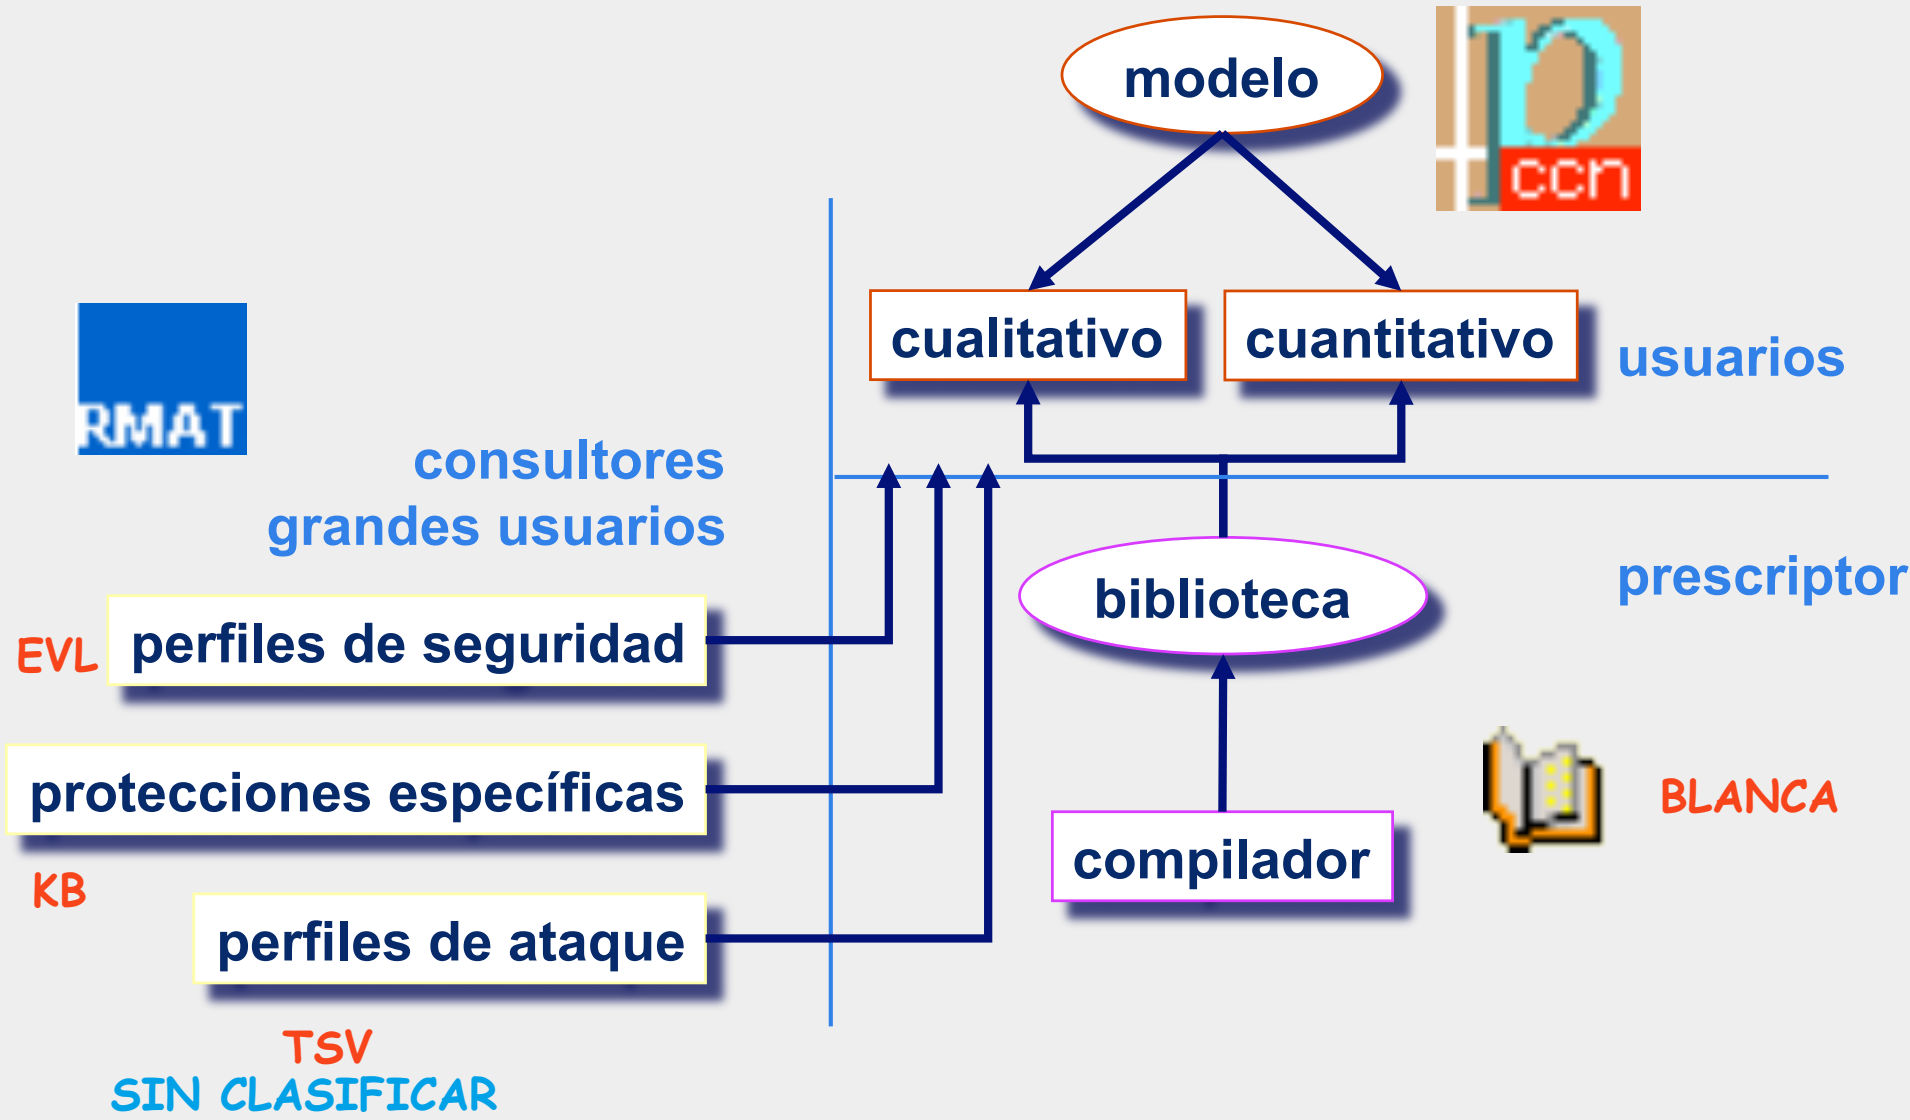 modelo
p
ccn
cualitativo
cuantitativo
usuarios
RMAT
consultores
grandes usuarios
prescriptor
biblioteca
EVL
perfiles de seguridad
protecciones específicas
BLANCA
compilador
KB
perfiles de ataque
TSV
SIN CLASIFICAR